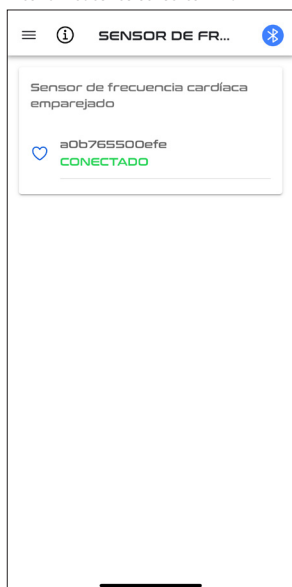 SENSOR DE FR...
Sensor de frecuencia cardíaca
emparejado
a0b765500efe
CONECTADO